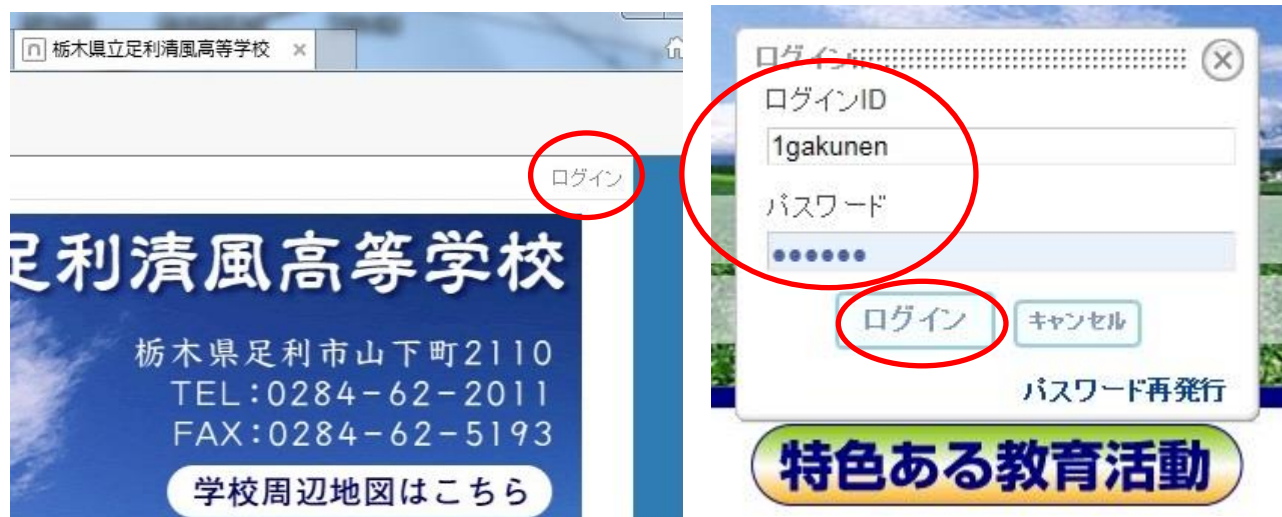 栃木県立足利清風高等学校 ×
ログイン
足利清風高等学校
栃木県足利市山下町2110
TEL:0284-62-2011
FAX:0284-62-5193
学校周辺地図はこちら
ログイン
ログインID
1gakunen
パスワード
●●●●●●
ログイン
キャンセル
パスワード再発行
特色ある教育活動